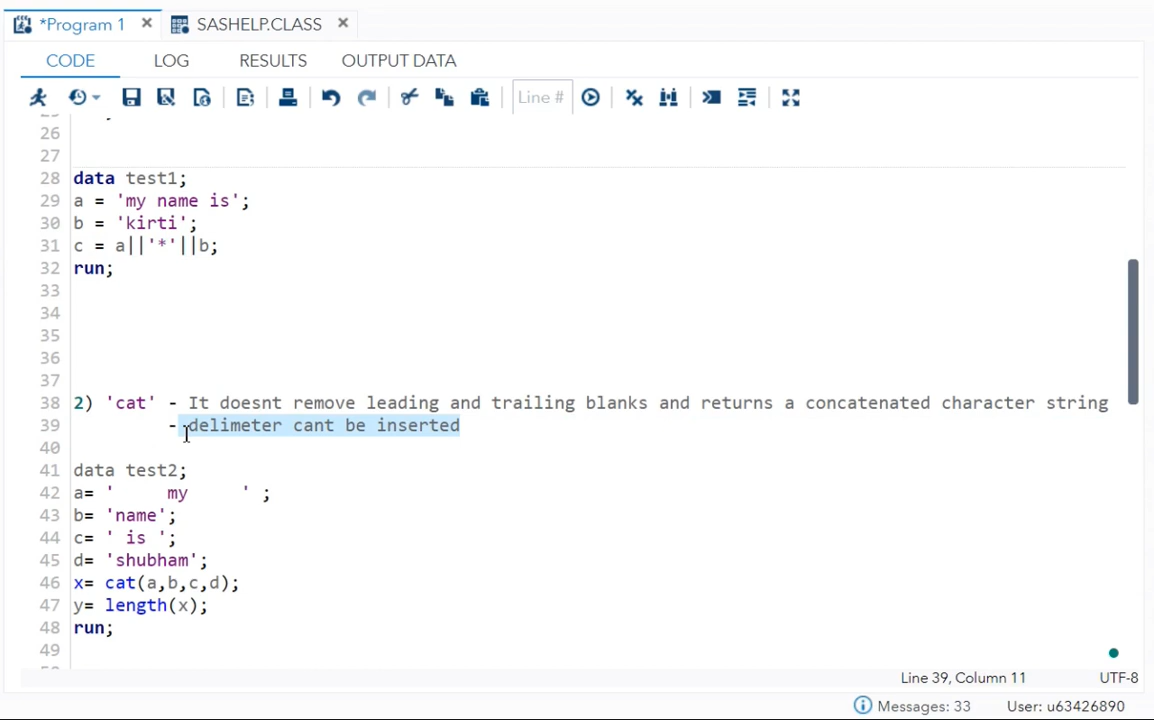 *Program 1 × SASHELP.CLASS ×
CODE LOG RESULTS OUTPUT DATA
Line #
26
27
28 data test1;
29 a = 'my name is';
30 b = 'kirti';
31 c = a||'*'||b;
32 run;
33
34
35
36
37
38 2) 'cat' - It doesnt remove leading and trailing blanks and returns a concatenated character string
39 - delimeter cant be inserted
40
41 data test2;
42 a= '     my     ' ;
43 b= 'name';
44 c= ' is ';
45 d= 'shubham';
46 x= cat(a,b,c,d);
47 y= length(x);
48 run;
49
Line 39, Column 11 UTF-8
Messages: 33 User: u63426890